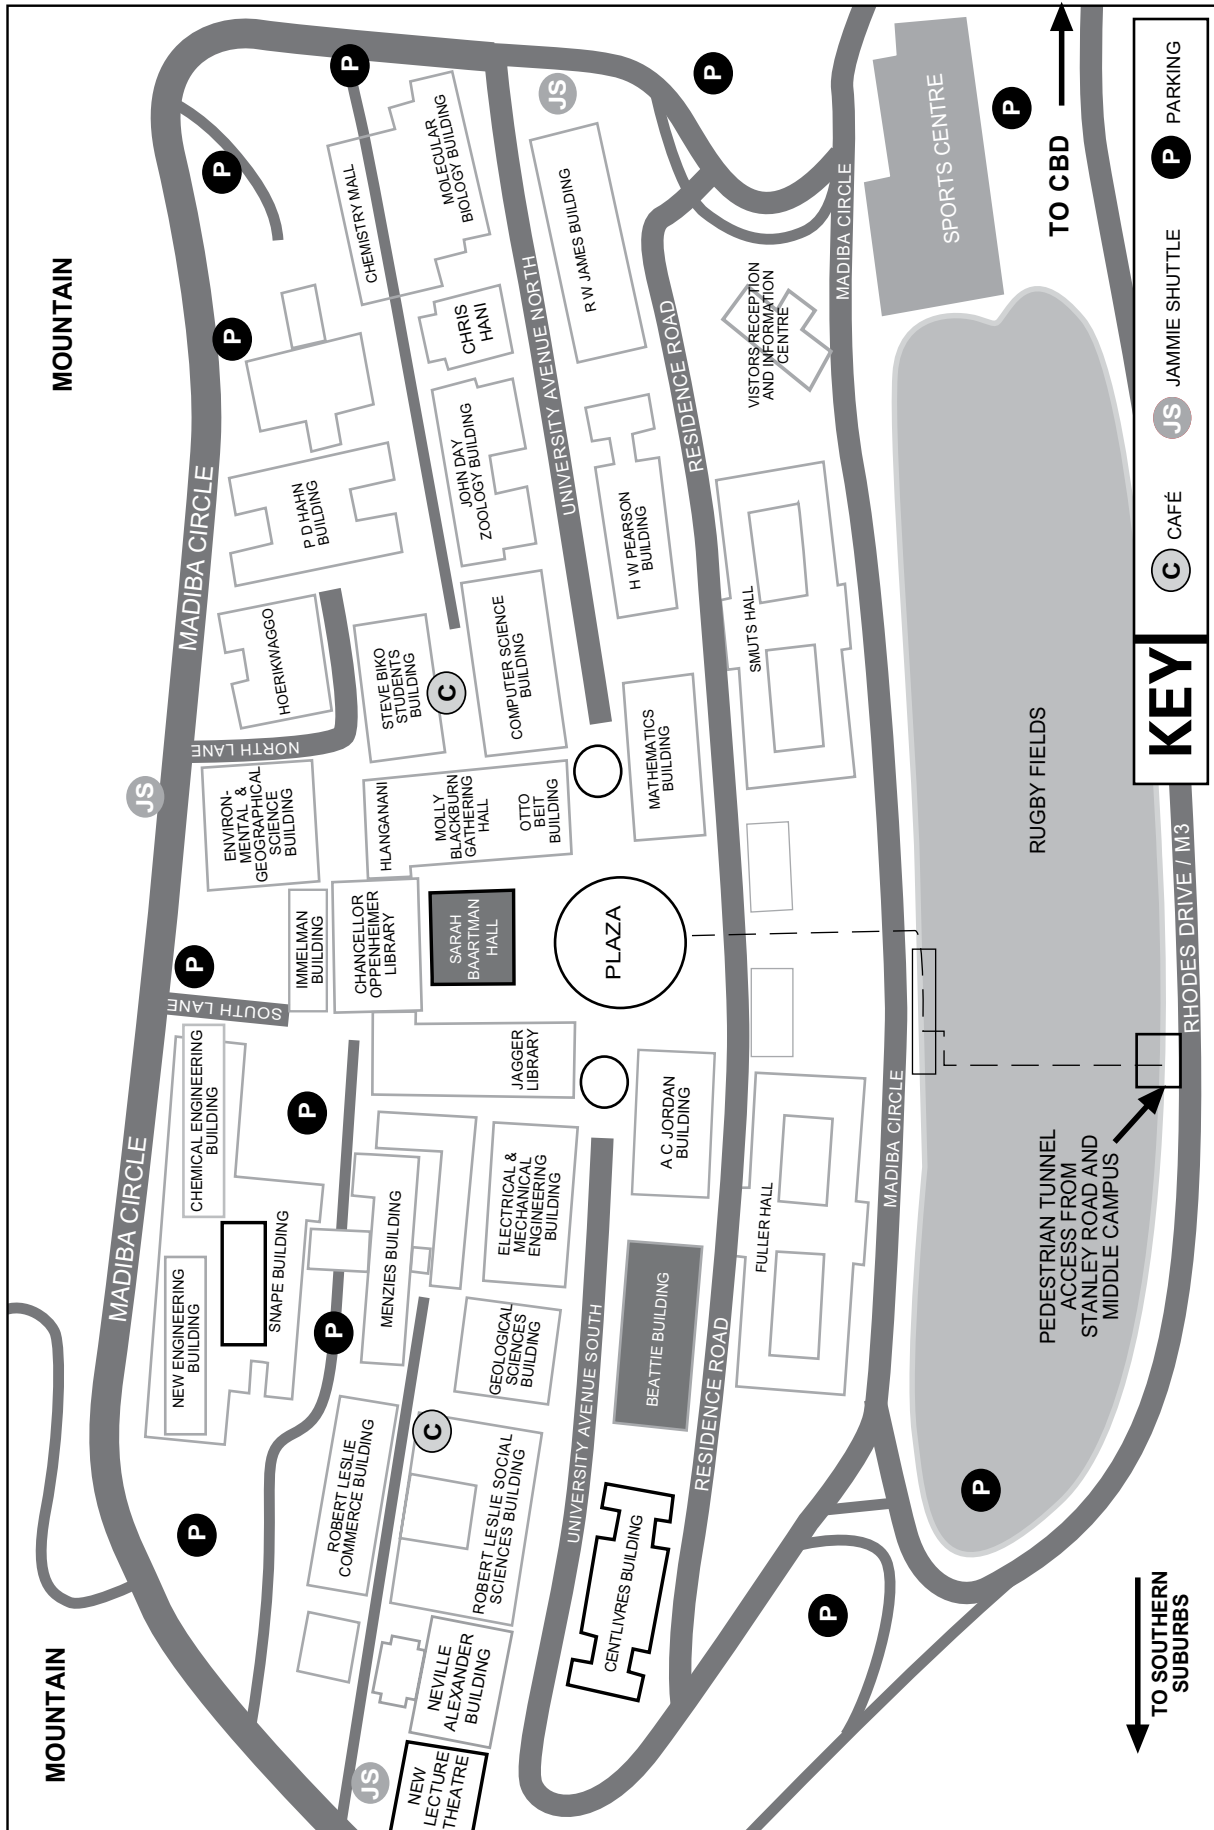 MOUNTAIN
MOUNTAIN
MADIBA CIRCLE
MADIBA CIRCLE
JS
P
P
P
P
P
NEW ENGINEERING
BUILDING
CHEMICAL ENGINEERING
BUILDING
SNAPE BUILDING
SOUTH LANE
ENVIRON-
MENTAL &
GEOGRAPHICAL
SCIENCE
BUILDING
NORTH LANE
HOERIKWAGGO
P D HAHN
BUILDING
P
P
P
ROBERT LESLIE
COMMERCE BUILDING
MENZIES BUILDING
IMMELMAN
BUILDING
CHANCELLOR
OPPENHEIMER
LIBRARY
HLANGANANI
MOLLY
BLACKBURN
GATHERING
HALL
OTTO
BEIT
BUILDING
STEVE BIKO
STUDENTS
BUILDING
C
CHEMISTRY MALL
MOLECULAR
BIOLOGY BUILDING
JS
NEW
LECTURE
THEATRE
NEVILLE
ALEXANDER
BUILDING
C
ROBERT LESLIE SOCIAL
SCIENCES BUILDING
GEOLOGICAL
SCIENCES
BUILDING
ELECTRICAL &
MECHANICAL
ENGINEERING
BUILDING
JAGGER
LIBRARY
SARAH
BAARTMAN
HALL
COMPUTER SCIENCE
BUILDING
JOHN DAY
ZOOLOGY BUILDING
CHRIS
HANI
UNIVERSITY AVENUE SOUTH
UNIVERSITY AVENUE NORTH
JS
CENTLIVRES BUILDING
BEATTIE BUILDING
A C JORDAN
BUILDING
PLAZA
MATHEMATICS
BUILDING
H W PEARSON
BUILDING
R W JAMES BUILDING
RESIDENCE ROAD
RESIDENCE ROAD
P
FULLER HALL
SMUTS HALL
VISTORS RECEPTION
AND INFORMATION
CENTRE
P
MADIBA CIRCLE
MADIBA CIRCLE
SPORTS CENTRE
P
P
RUGBY FIELDS
PEDESTRIAN TUNNEL
ACCESS FROM
STANLEY ROAD AND
MIDDLE CAMPUS
TO CBD
TO SOUTHERN
SUBURBS
RHODES DRIVE / M3
KEY
C CAFÉ
JS JAMMIE SHUTTLE
P PARKING